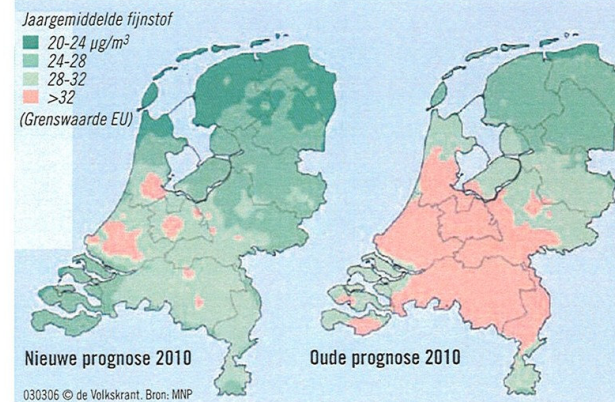 Jaargemiddelde fijnstof
20-24 µg/m³
24-28
28-32
>32
(Grenswaarde EU)
Nieuwe prognose 2010
Oude prognose 2010
030306 © de Volkskrant. Bron: MNP